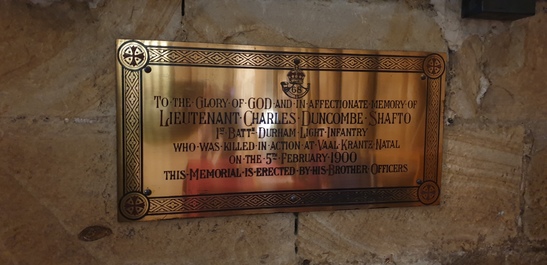 68
TO·THE·GLORY·OF·GOD·AND·IN·AFFECTIONATE·MEMORY·OF
LIEUTENANT·CHARLES·DUNCOMBE·SHAFTO
1ST BATTN DURHAM·LIGHT·INFANTRY
WHO·WAS·KILLED·IN·ACTION·AT·VAAL·KRANTZ·NATAL
ON·THE·5TH·FEBRUARY·1900
THIS·MEMORIAL·IS·ERECTED·BY·HIS·BROTHER·OFFICERS